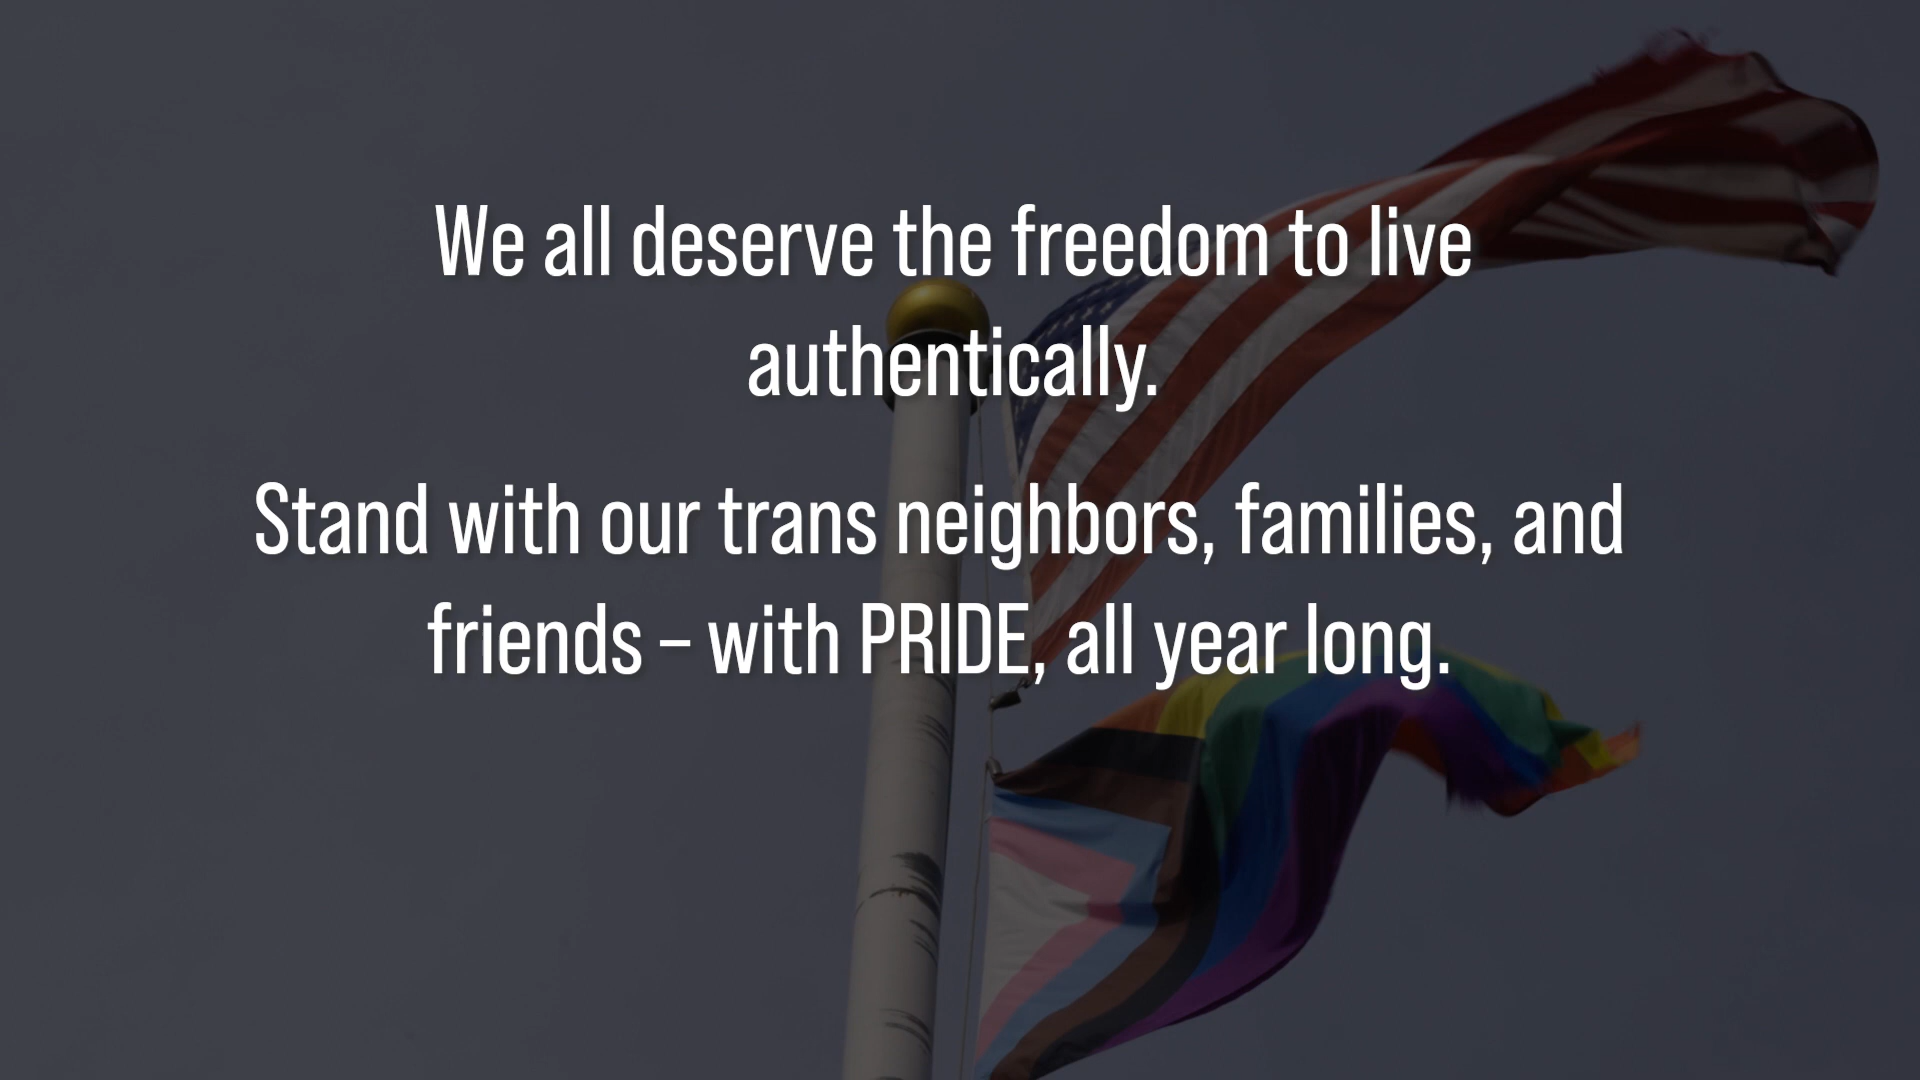 We all deserve the freedom to live
authentically.
Stand with our trans neighbors, families, and
friends – with PRIDE, all year long.